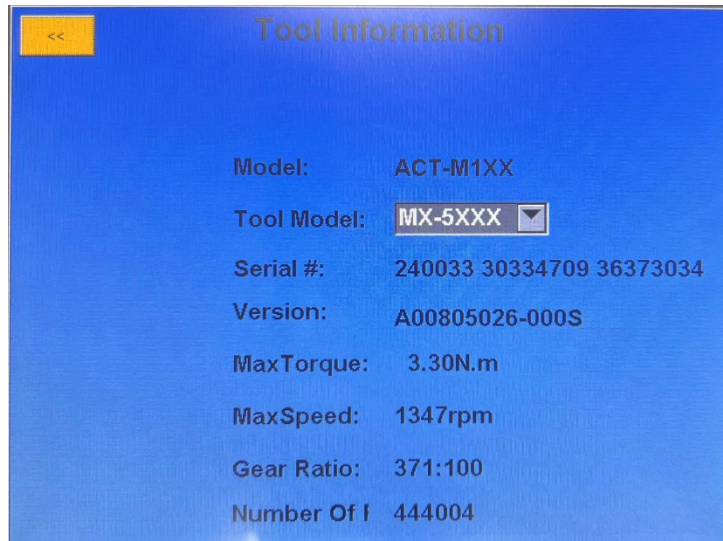 <<
Tool Information
Model: ACT-M1XX
Tool Model: MX-5XXX
Serial #: 240033 30334709 36373034
Version: A00805026-000S
MaxTorque: 3.30N.m
MaxSpeed: 1347rpm
Gear Ratio: 371:100
Number Of 444004